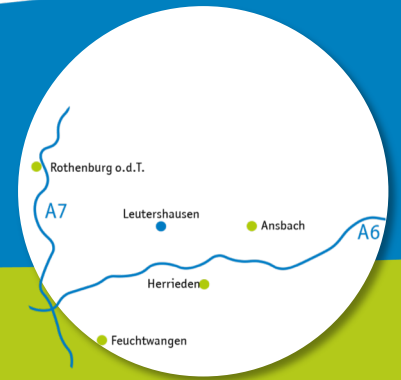 Rothenburg o.d.T.
A7
Leutershausen
Ansbach
A6
Herrieden
Feuchtwangen